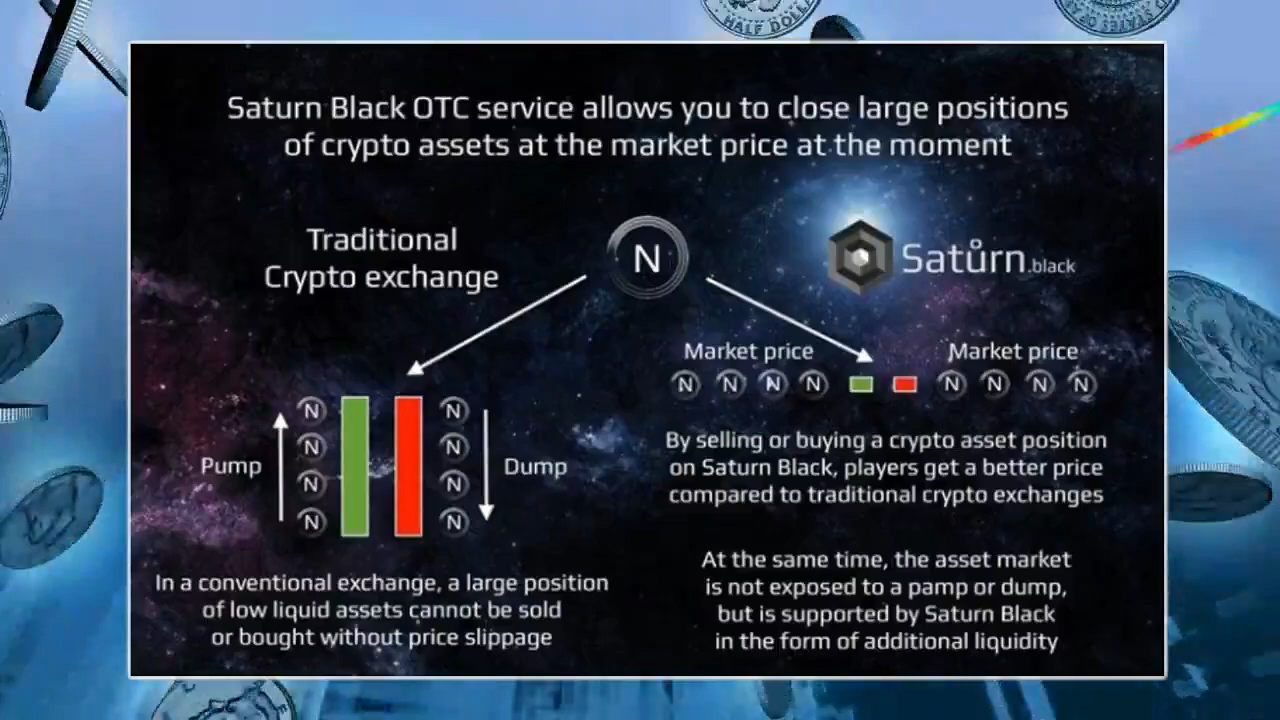 HALF DOLLAR
Saturn Black OTC service allows you to close large positions
of crypto assets at the market price at the moment
Traditional
Crypto exchange
N
Satůrn.black
Market price
Market price
N N N N
N N N N
Pump
N N
N N
N N
N N
Dump
By selling or buying a crypto asset position
on Saturn Black, players get a better price
compared to traditional crypto exchanges
In a conventional exchange, a large position
of low liquid assets cannot be sold
or bought without price slippage
At the same time, the asset market
is not exposed to a pamp or dump,
but is supported by Saturn Black
in the form of additional liquidity